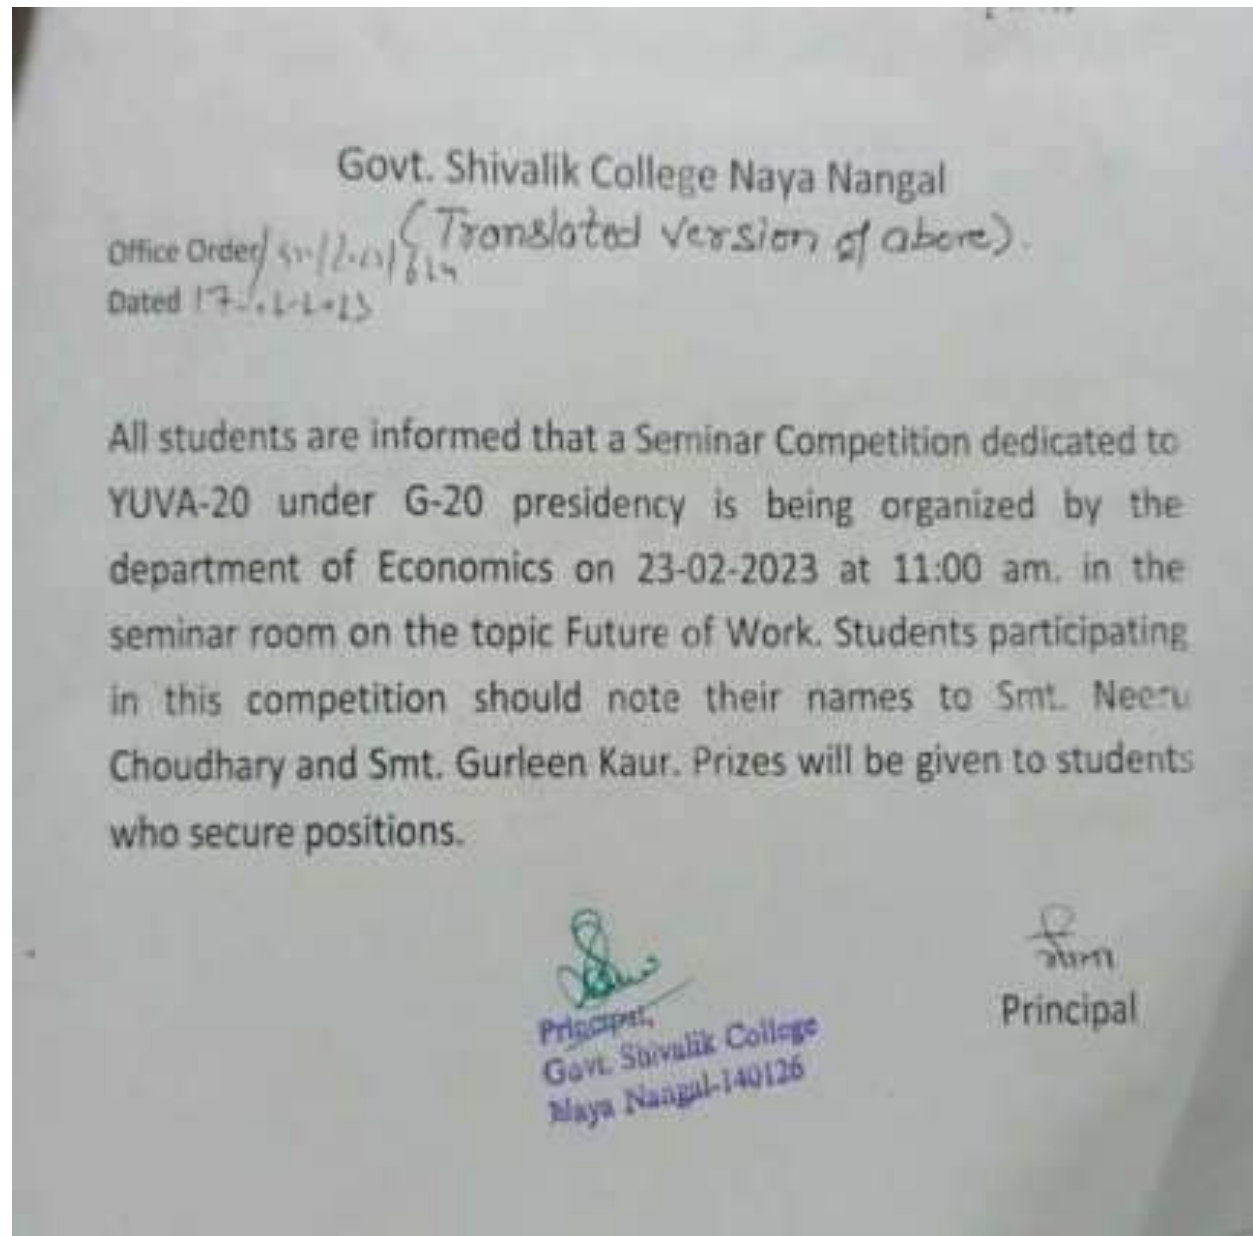 Govt. Shivalik College Naya Nangal
(Translated version of above).
Office Order/
Dated 17
All students are informed that a Seminar Competition dedicated to
YUVA-20 under G-20 presidency is being organized by the
department of Economics on 23-02-2023 at 11:00 am. in the
seminar room on the topic Future of Work. Students participating
in this competition should note their names to Smt. Neeru
Choudhary and Smt. Gurleen Kaur. Prizes will be given to students
who secure positions.
Principal
Principal,
Govt. Shivalik College
Naya Nangal-140126